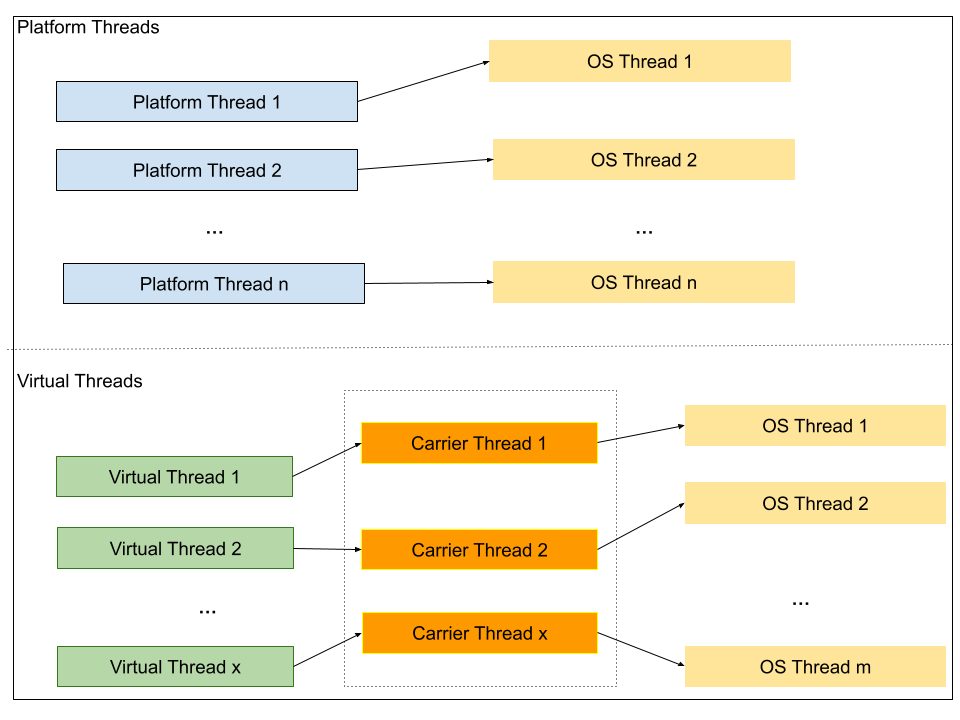 Platform Threads
OS Thread 1
Platform Thread 1
OS Thread 2
Platform Thread 2
...
...
Platform Thread n
OS Thread n
Virtual Threads
OS Thread 1
Carrier Thread 1
Virtual Thread 1
OS Thread 2
Virtual Thread 2
Carrier Thread 2
...
...
Carrier Thread x
Virtual Thread x
OS Thread m